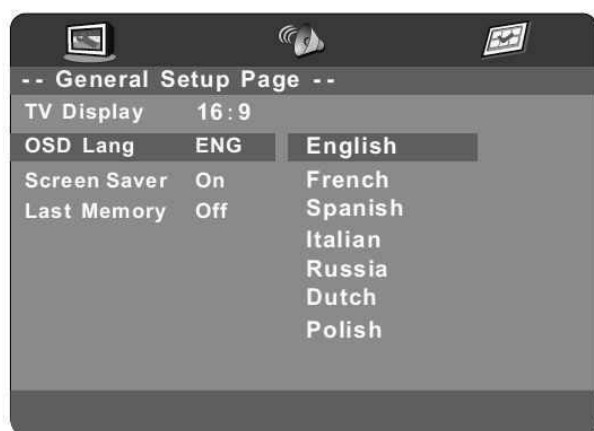 -- General Setup Page --
TV Display 16:9
OSD Lang ENG English
Screen Saver On French
Last Memory Off Spanish
Italian
Russia
Dutch
Polish